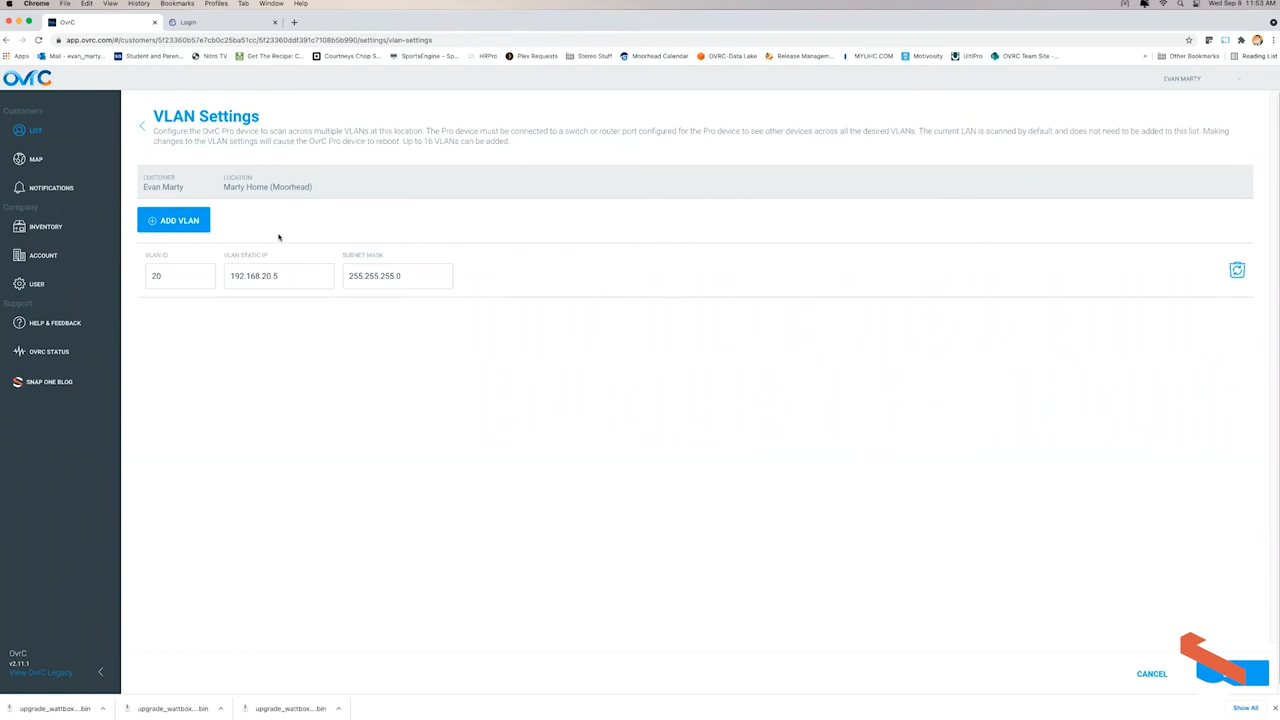 Chrome File Edit View History Bookmarks Profiles Tab Window Help
Wed Sep 8 11:53 AM
OvrC
Login
app.ovrc.com/#/customers/5f23360b57e7cb0c25ba51cc/5f23360ddf391c7108b5b990/settings/vlan-settings
Apps Mail - evan_marty... Student and Paren... Nitro TV Get The Recipe: C... Courtneys Chop S... SportsEngine – Sp... HRPro Plex Requests Stereo Stuff Moorhead Calendar OVRC-Data Lake Release Managem... MYUHC.com Motivosity UltiPro OVRC Team Site -... » Other Bookmarks Reading List
OvrC
EVAN MARTY
Customers
LIST
MAP
NOTIFICATIONS
Company
INVENTORY
ACCOUNT
USER
Support
HELP & FEEDBACK
OVRC STATUS
SNAP ONE BLOG
OvrC
v2.11.1
View OvrC Legacy
VLAN Settings
Configure the OvrC Pro device to scan across multiple VLANs at this location. The Pro device must be connected to a switch or router port configured for the Pro device to see other devices across all the desired VLANs. The current LAN is scanned by default and does not need to be added to this list. Making
changes to the VLAN settings will cause the OvrC Pro device to reboot. Up to 16 VLANs can be added.
CUSTOMER LOCATION
Evan Marty Marty Home (Moorhead)
ADD VLAN
VLAN ID VLAN STATIC IP SUBNET MASK
20 192.168.20.5 255.255.255.0
CANCEL
upgrade_wattbox....bin upgrade_wattbox....bin upgrade_wattbox....bin Show All